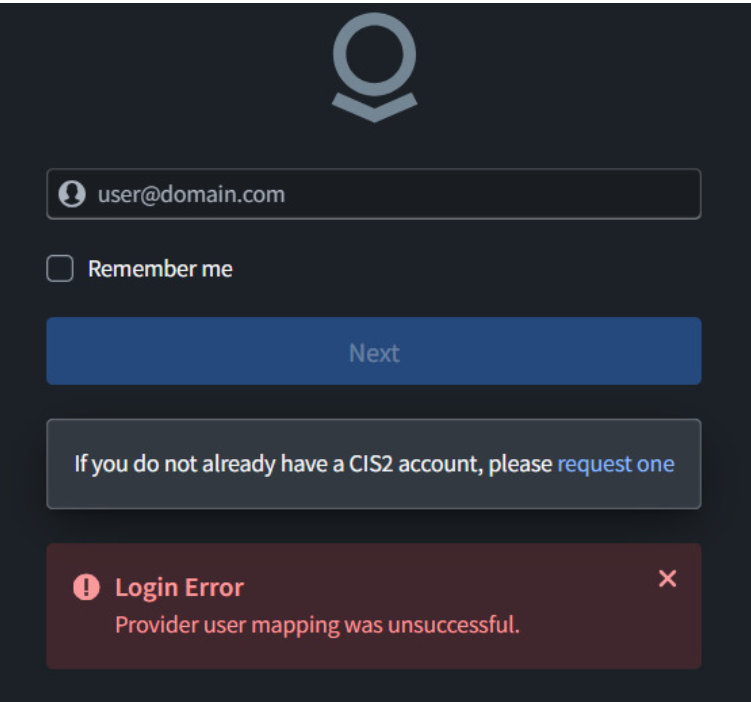 user@domain.com
Remember me
Next
If you do not already have a CIS2 account, please request one
Login Error
Provider user mapping was unsuccessful.